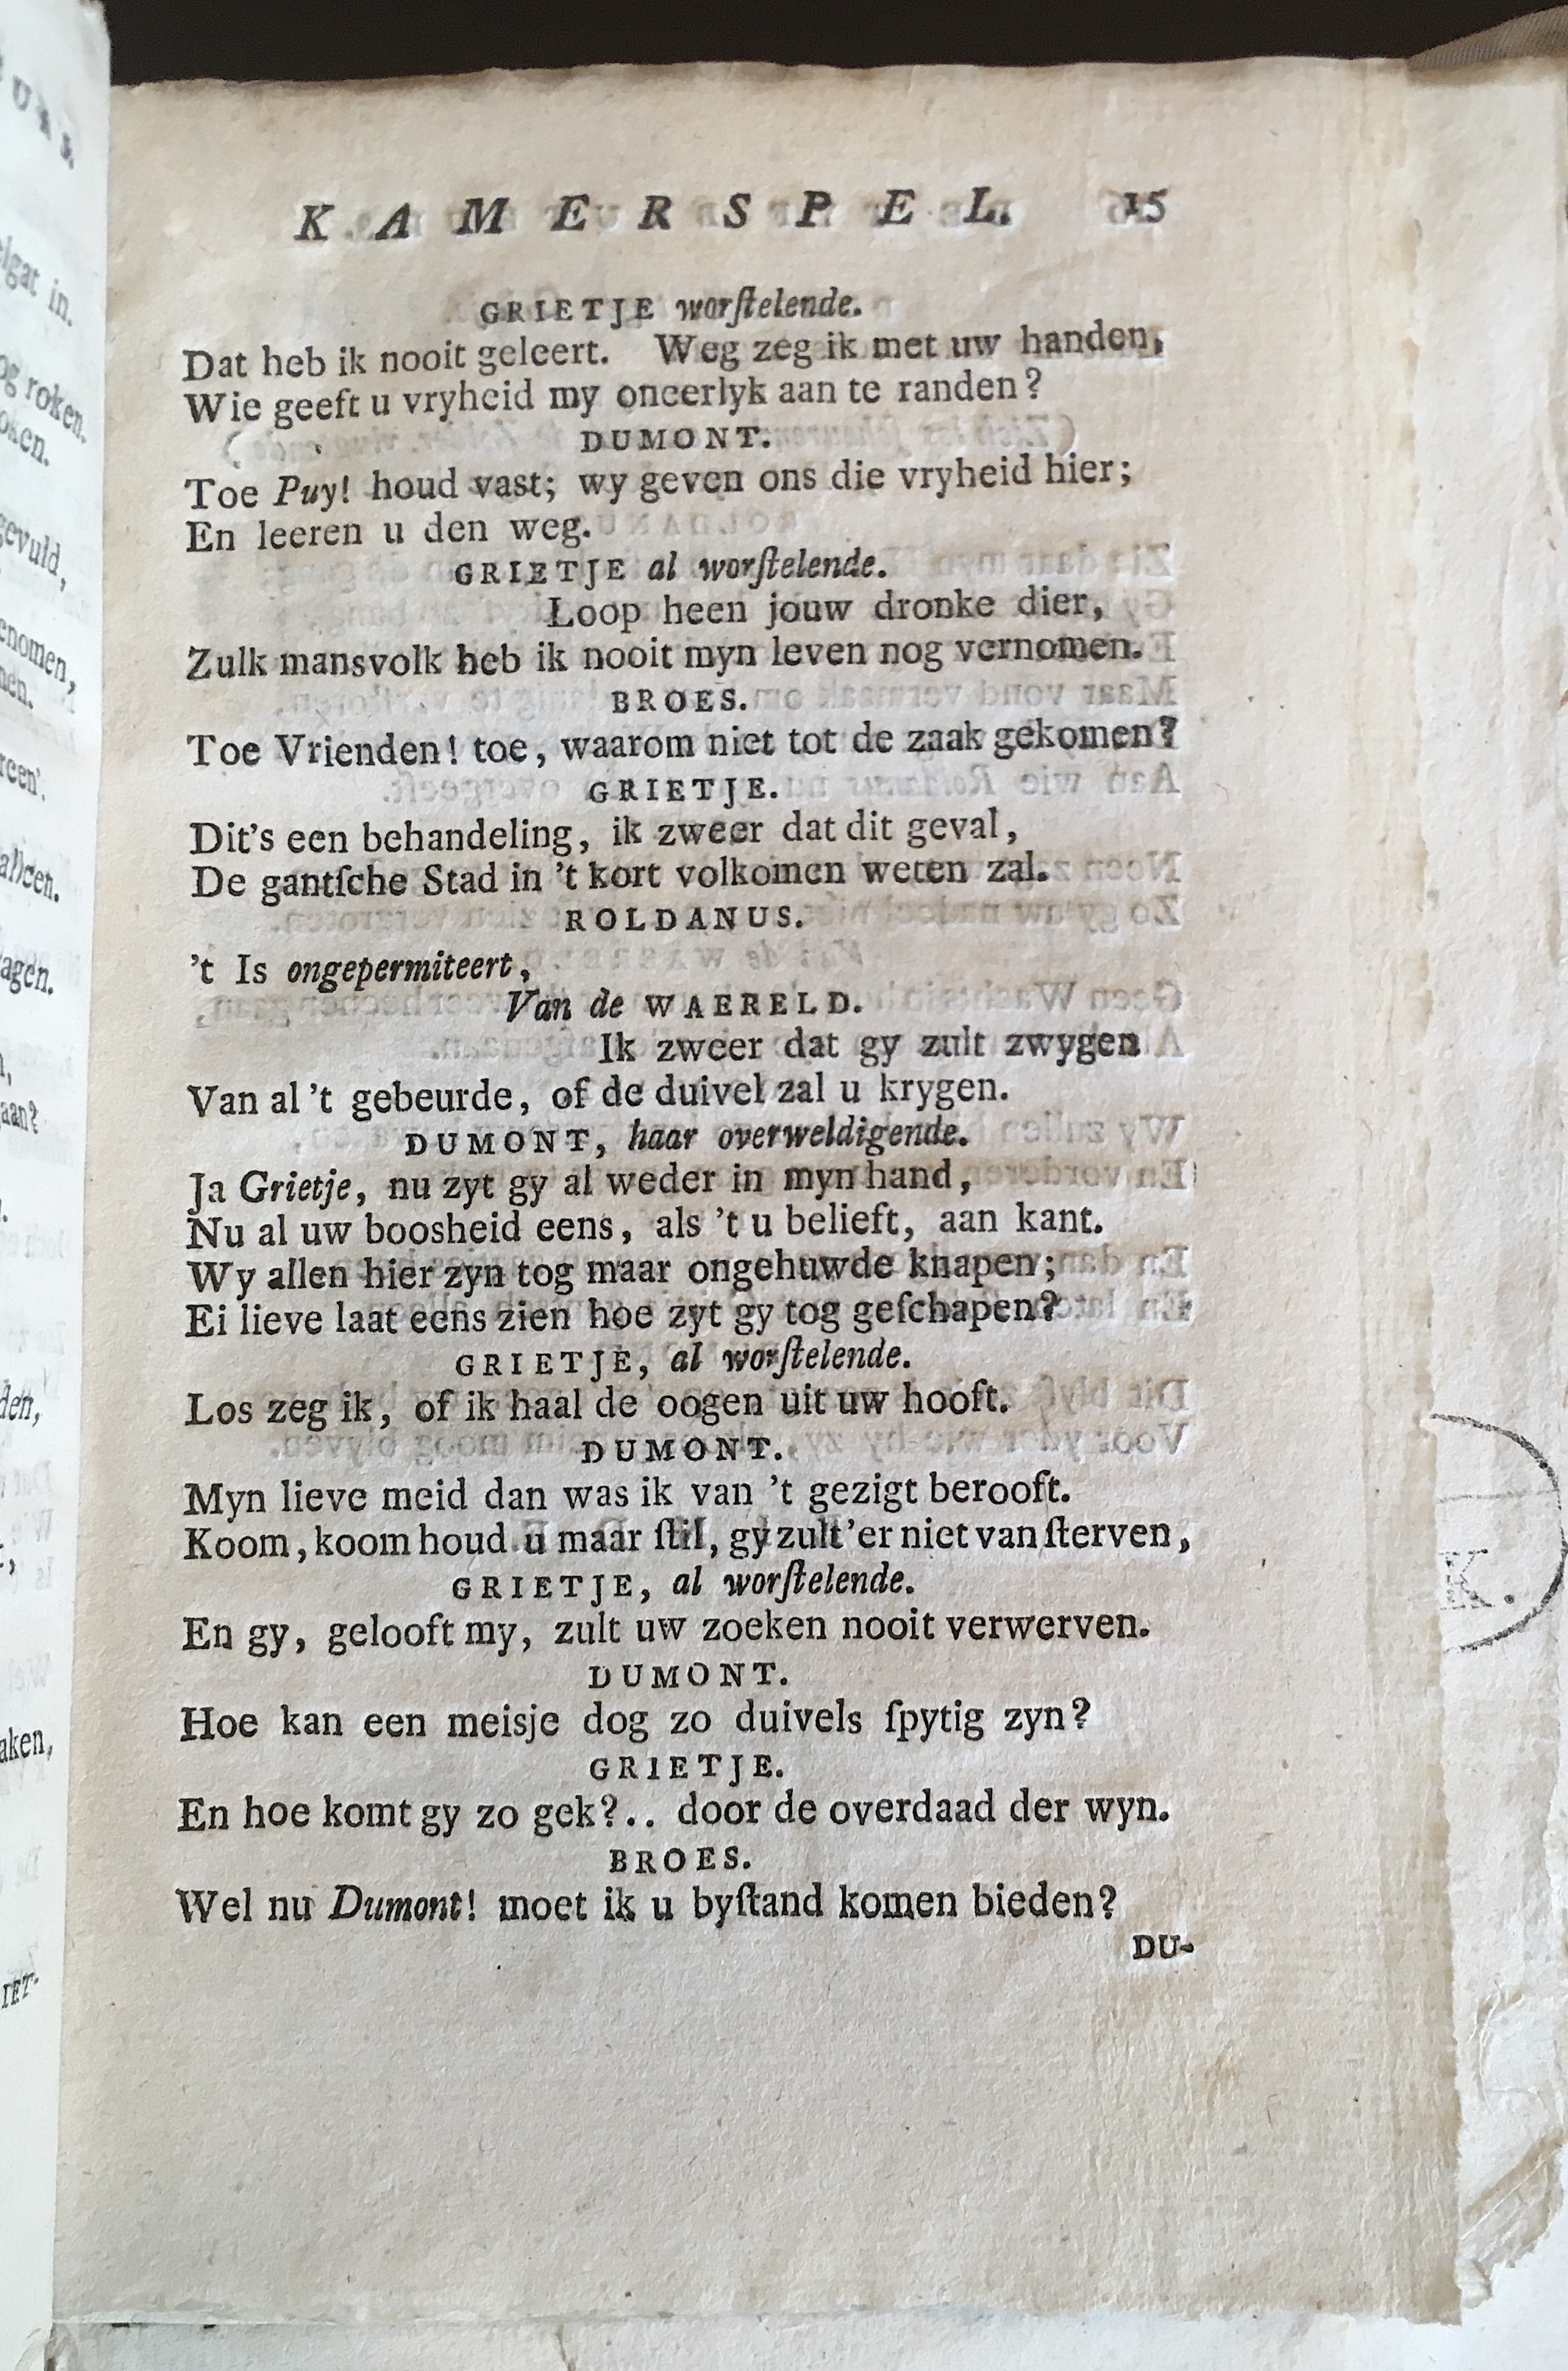 KAMERSPEL. 15
GRIETJE worſtelende.
Dat heb ik nooit geleert. Weg zeg ik met uw handen,
Wie geeft u vryheid my oneerlyk aan te randen?
DUMONT.
Toe Puy! houd vast; wy geven ons die vryheid hier;
En leeren u den weg.
GRIETJE al worſtelende.
Loop heen jouw dronke dier,
Zulk mansvolk heb ik nooit myn leven nog vernomen.
BROES.
Toe Vrienden! toe, waarom niet tot de zaak gekomen?
GRIETJE.
Dit's een behandeling, ik zweer dat dit geval,
De gantſche Stad in 't kort volkomen weten zal.
ROLDANUS.
't Is ongepermiteert,
Van de WAERELD.
Ik zweer dat gy zult zwygen
Van al 't gebeurde, of de duivel zal u krygen.
DUMONT, haar overweldigende.
Ja Grietje, nu zyt gy al weder in myn hand,
Nu al uw boosheid eens, als 't u belieft, aan kant.
Wy allen hier zyn tog maar ongehuwde knapen;
Ei lieve laat eens zien hoe zyt gy tog geſchapen?
GRIETJE, al worſtelende.
Los zeg ik, of ik haal de oogen uit uw hooft.
DUMONT.
Myn lieve meid dan was ik van 't gezigt berooft.
Koom, koom houd u maar ſtil, gy zult 'er niet van ſterven,
GRIETJE, al worſtelende.
En gy, gelooft my, zult uw zoeken nooit verwerven.
DUMONT.
Hoe kan een meisje dog zo duivels ſpytig zyn?
GRIETJE.
En hoe komt gy zo gek?.. door de overdaad der wyn.
BROES.
Wel nu Dumont! moet ik u byſtand komen bieden?
DU-
K.